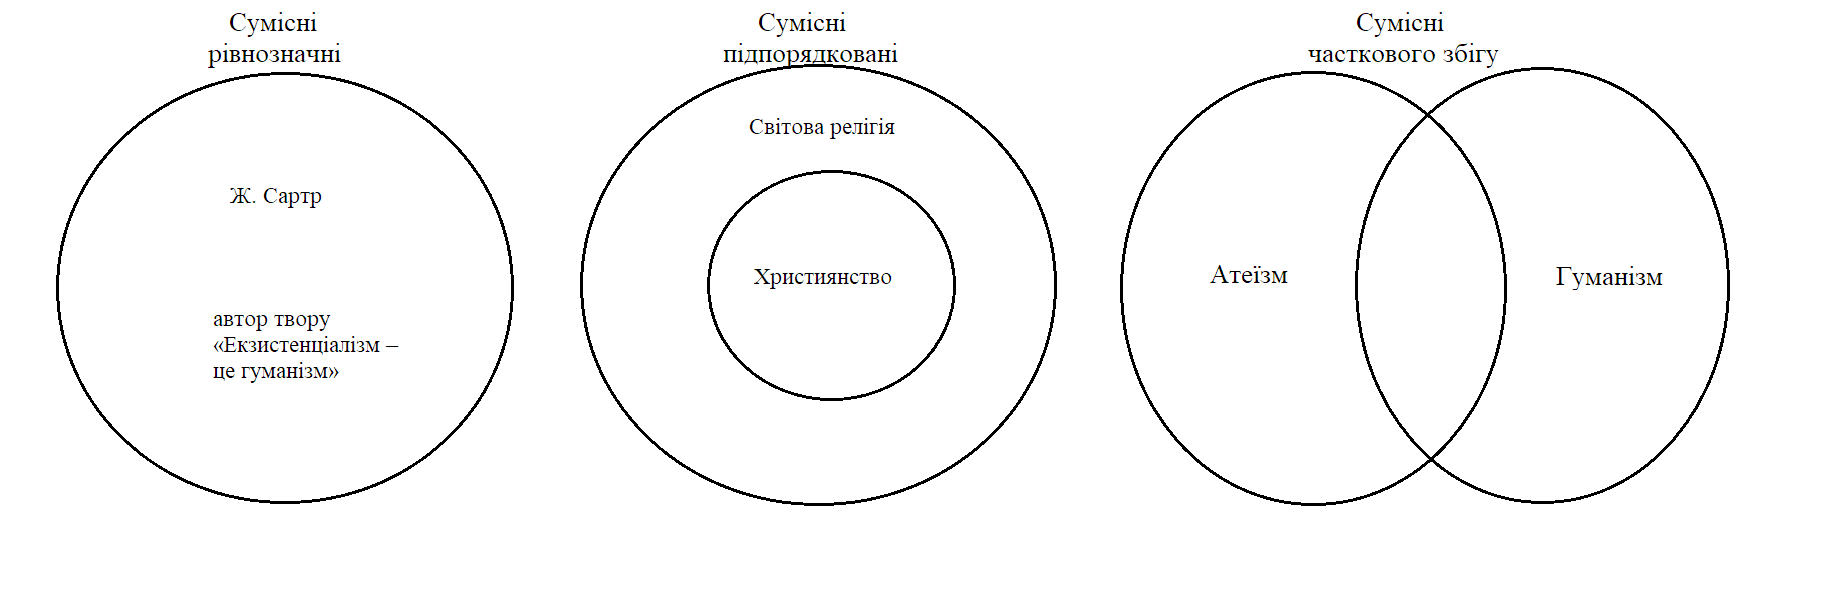 Сумісні
рівнозначні
Ж. Сартр
автор твору
«Екзистенціалізм –
це гуманізм»
Сумісні
підпорядковані
Світова релігія
Християнство
Сумісні
часткового збігу
Атеїзм
Гуманізм